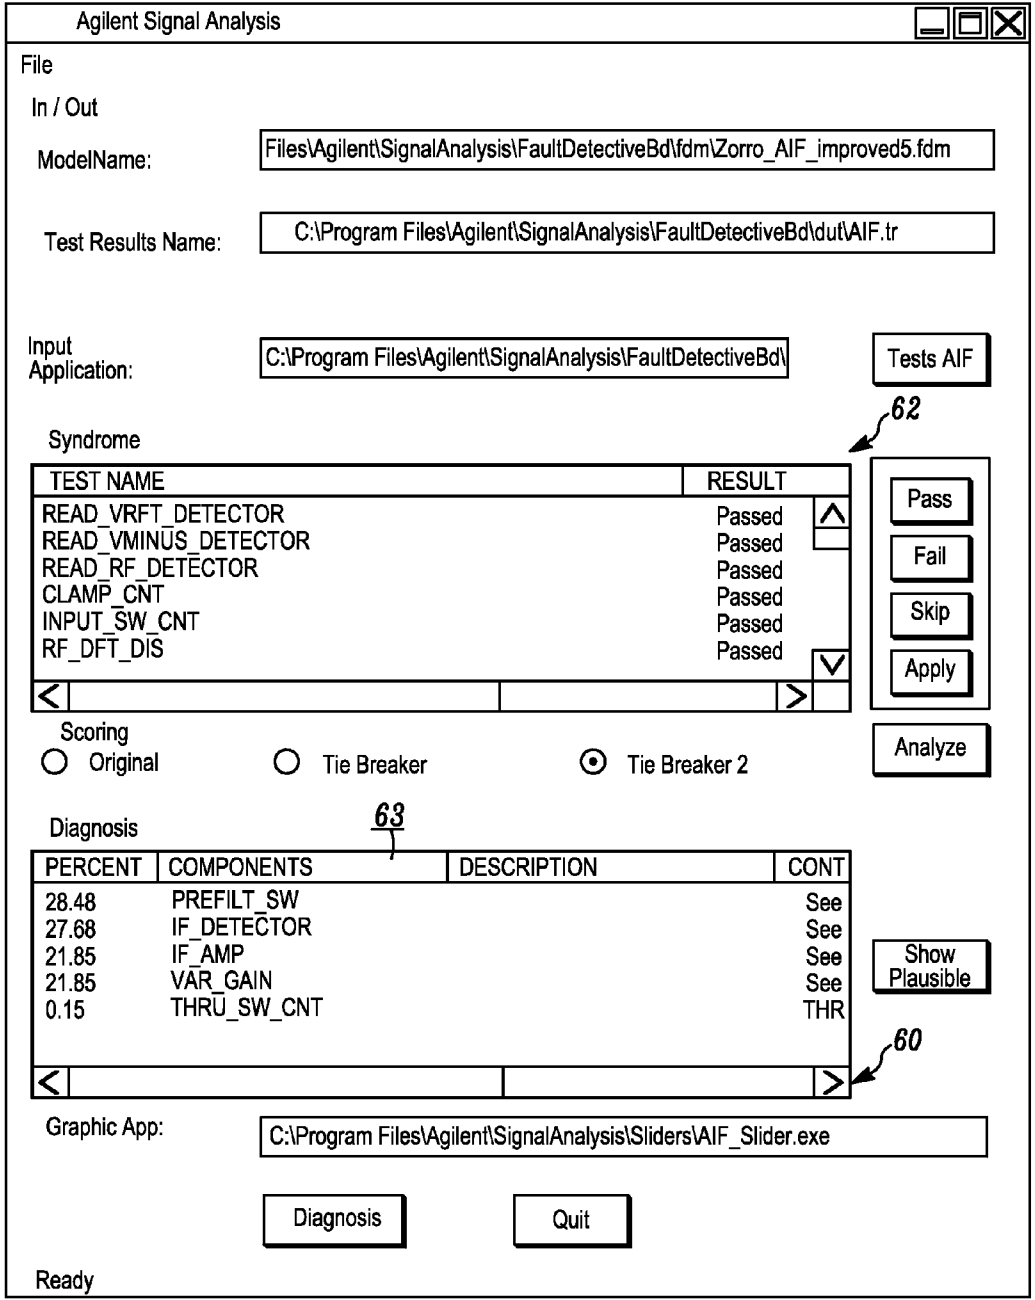 Agilent Signal Analysis
File
In / Out
ModelName: Files\Agilent\SignalAnalysis\FaultDetectiveBd\fdm\Zorro_AIF_improved5.fdm
Test Results Name: C:\Program Files\Agilent\SignalAnalysis\FaultDetectiveBd\dut\AIF.tr
Input
Application: C:\Program Files\Agilent\SignalAnalysis\FaultDetectiveBd\ Tests AIF
62
Syndrome
TEST NAME RESULT
READ_VRFT_DETECTOR Passed
READ_VMINUS_DETECTOR Passed
READ_RF_DETECTOR Passed
CLAMP_CNT Passed
INPUT_SW_CNT Passed
RF_DFT_DIS Passed
Pass
Fail
Skip
Apply
Scoring
Original Tie Breaker Tie Breaker 2
Analyze
Diagnosis
63
PERCENT COMPONENTS DESCRIPTION CONT
28.48 PREFILT_SW See
27.68 IF_DETECTOR See
21.85 IF_AMP See
21.85 VAR_GAIN See
0.15 THRU_SW_CNT THR
Show
Plausible
60
Graphic App: C:\Program Files\Agilent\SignalAnalysis\Sliders\AIF_Slider.exe
Diagnosis Quit
Ready